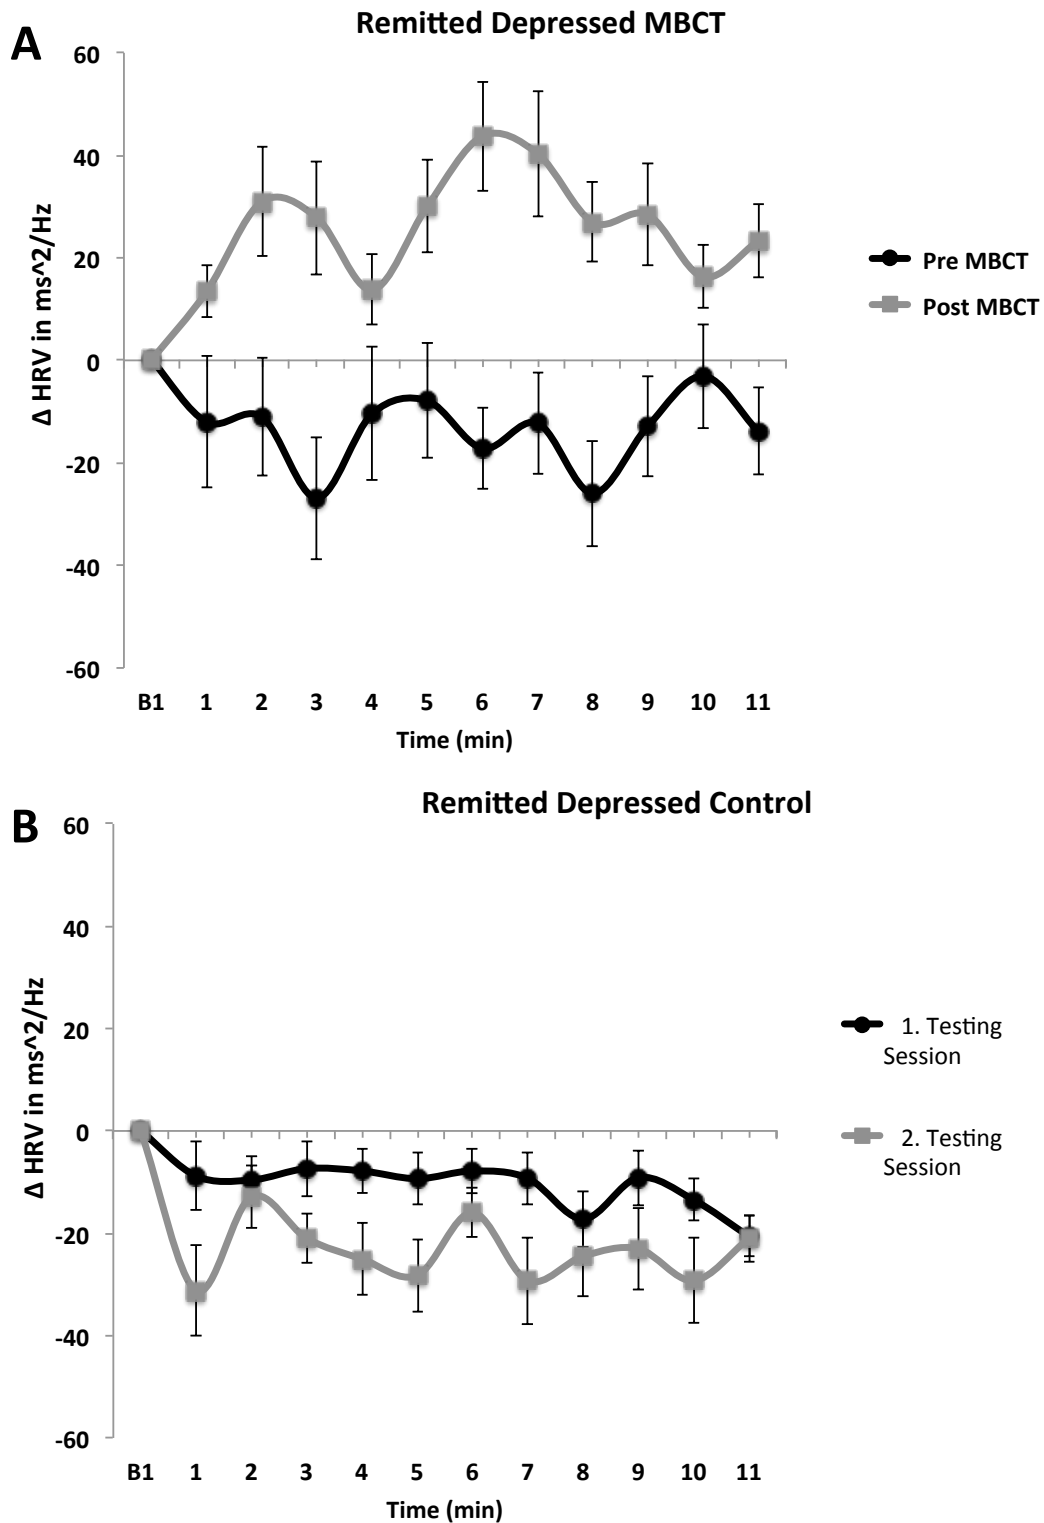 A
Remitted Depressed MBCT
60
40
20
0
-20
-40
-60
Δ HRV in ms^2/Hz
Pre MBCT
Post MBCT
B1 1 2 3 4 5 6 7 8 9 10 11
Time (min)
B
Remitted Depressed Control
60
40
20
0
-20
-40
-60
Δ HRV in ms^2/Hz
1. Testing
Session
2. Testing
Session
B1 1 2 3 4 5 6 7 8 9 10 11
Time (min)